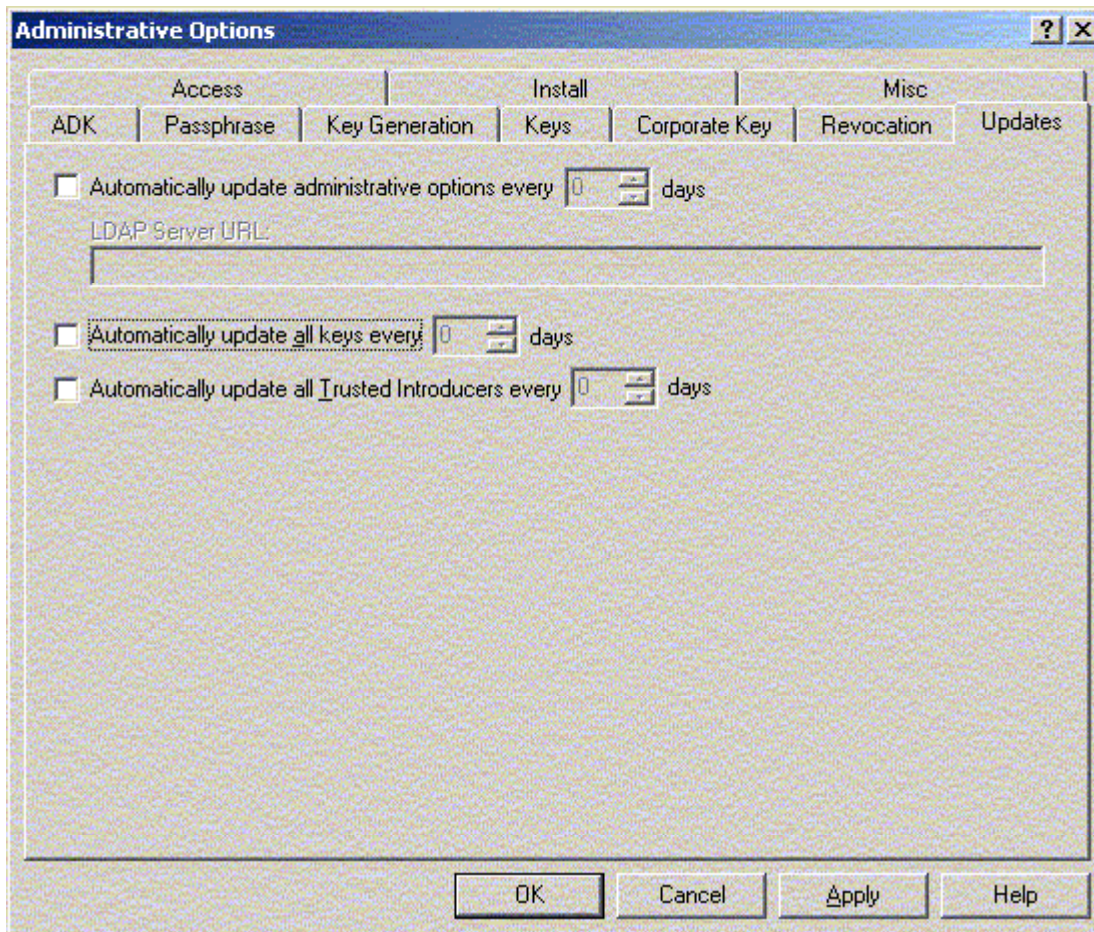 Administrative Options
Access Install Misc
ADK Passphrase Key Generation Keys Corporate Key Revocation Updates
Automatically update administrative options every 0 days
LDAP Server URL:
Automatically update all keys every 0 days
Automatically update all Trusted Introducers every 0 days
OK Cancel Apply Help